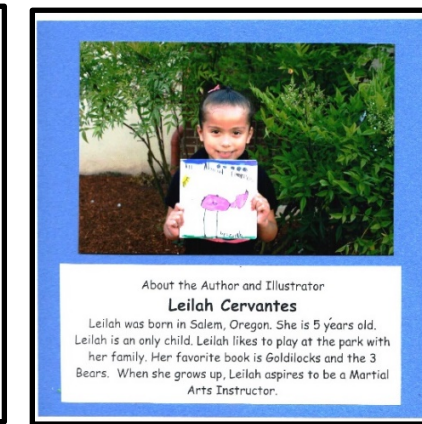 About the Author and Illustrator
Leilah Cervantes
Leilah was born in Salem, Oregon. She is 5 years old.
Leilah is an only child. Leilah likes to play at the park with
her family. Her favorite book is Goldilocks and the 3
Bears. When she grows up, Leilah aspires to be a Martial
Arts Instructor.